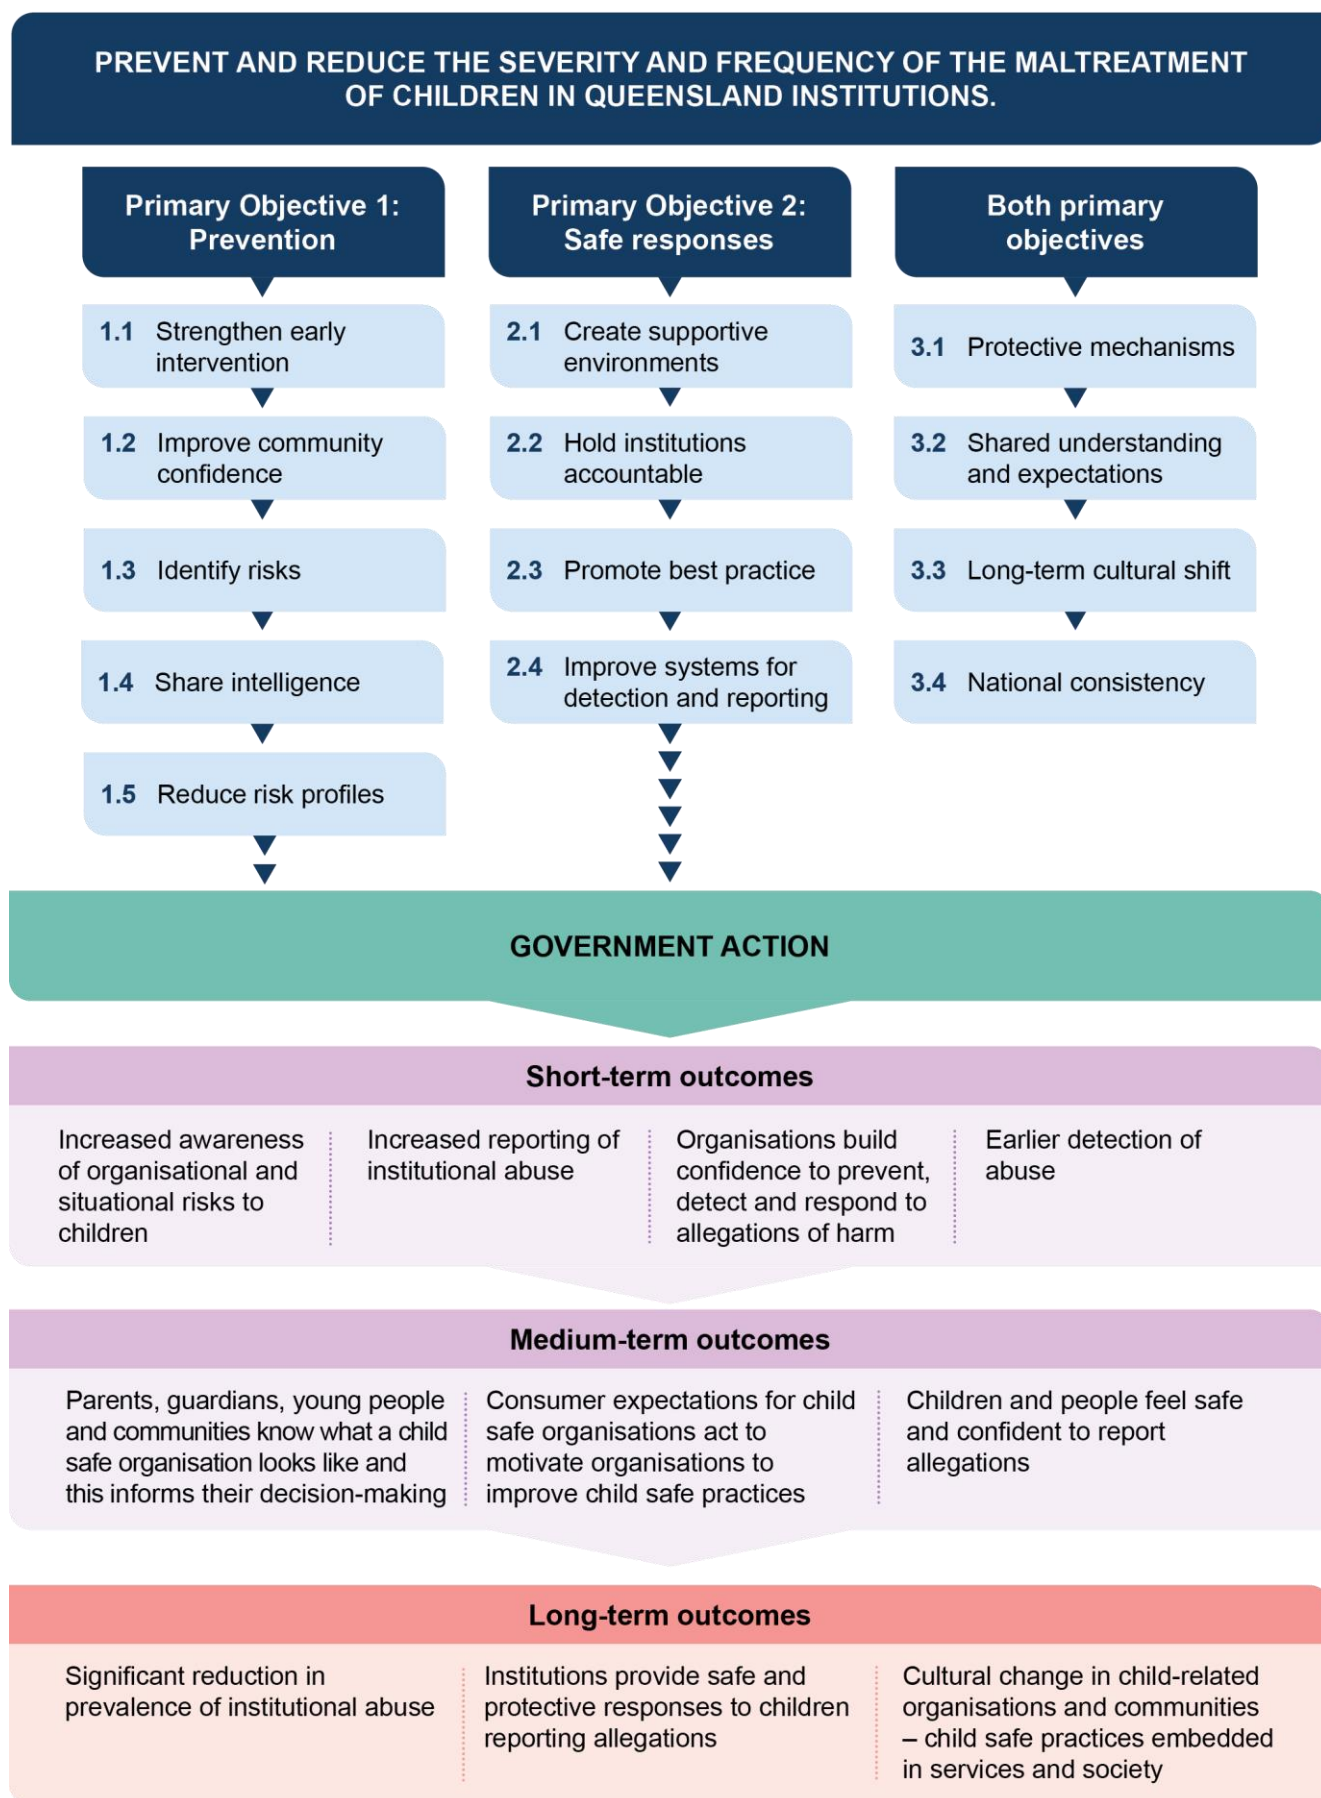 PREVENT AND REDUCE THE SEVERITY AND FREQUENCY OF THE MALTREATMENT
OF CHILDREN IN QUEENSLAND INSTITUTIONS.
Primary Objective 1:
Prevention
1.1 Strengthen early
intervention
1.2 Improve community
confidence
1.3 Identify risks
1.4 Share intelligence
1.5 Reduce risk profiles
Primary Objective 2:
Safe responses
2.1 Create supportive
environments
2.2 Hold institutions
accountable
2.3 Promote best practice
2.4 Improve systems for
detection and reporting
Both primary
objectives
3.1 Protective mechanisms
3.2 Shared understanding
and expectations
3.3 Long-term cultural shift
3.4 National consistency
GOVERNMENT ACTION
Short-term outcomes
Increased awareness
of organisational and
situational risks to
children
Increased reporting of
institutional abuse
Organisations build
confidence to prevent,
detect and respond to
allegations of harm
Earlier detection of
abuse
Medium-term outcomes
Parents, guardians, young people
and communities know what a child
safe organisation looks like and
this informs their decision-making
Consumer expectations for child
safe organisations act to
motivate organisations to
improve child safe practices
Children and people feel safe
and confident to report
allegations
Long-term outcomes
Significant reduction in
prevalence of institutional abuse
Institutions provide safe and
protective responses to children
reporting allegations
Cultural change in child-related
organisations and communities
– child safe practices embedded
in services and society